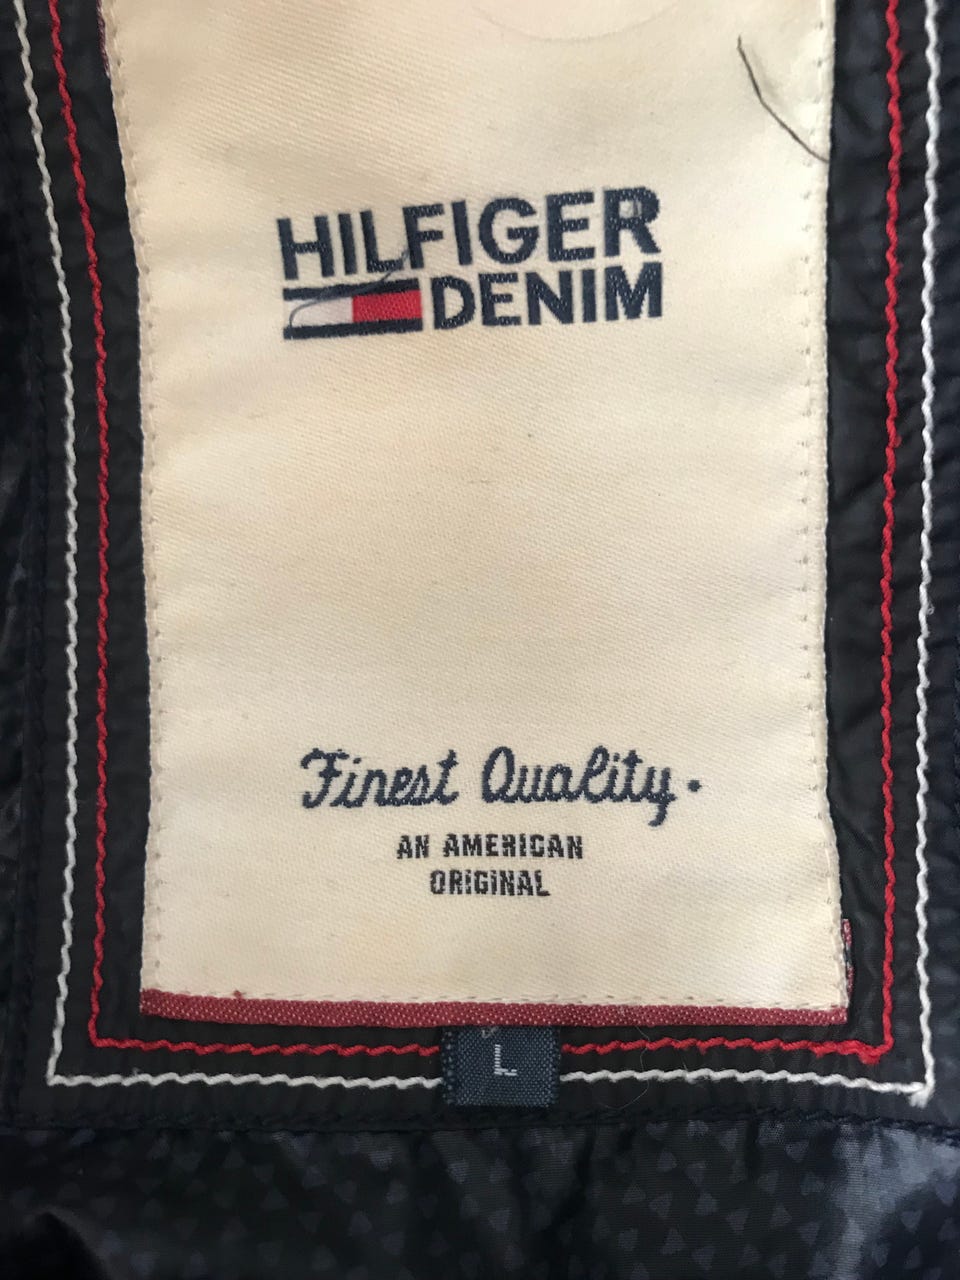 HILFIGER
DENIM
Finest Quality.
AN AMERICAN
ORIGINAL
L